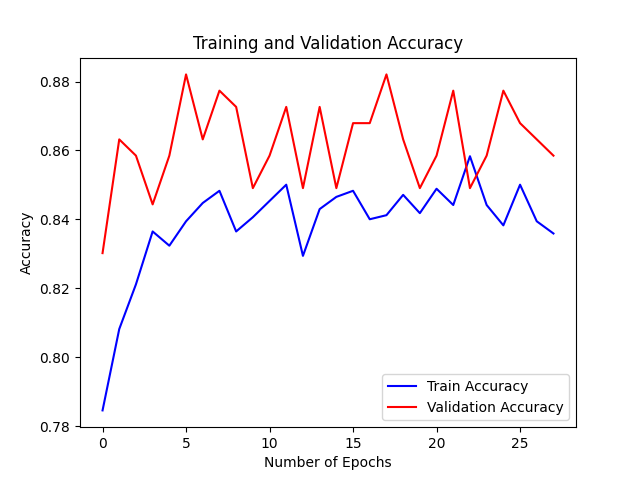 Training and Validation Accuracy
0.88
0.86
0.84
0.82
0.80
0.78
Accuracy
0 5 10 15 20 25
Number of Epochs
Train Accuracy
Validation Accuracy